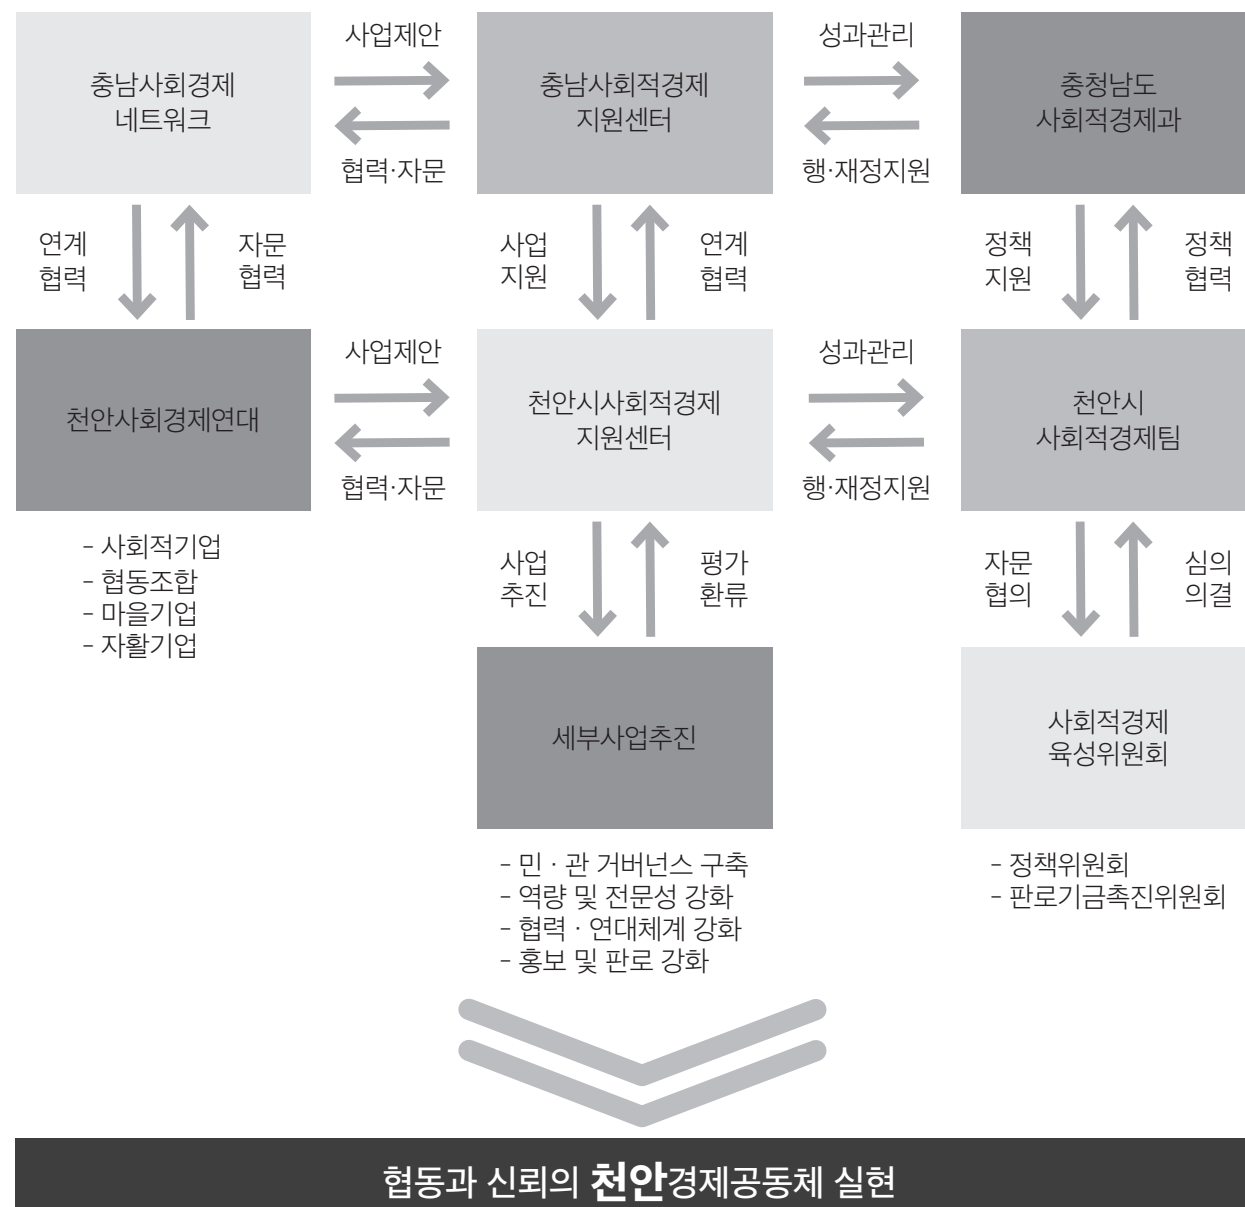 사업제안
성과관리
충남사회경제
네트워크
충남사회적경제
지원센터
충청남도
사회적경제과
협력·자문
행·재정지원
연계
협력
자문
협력
사업
지원
연계
협력
정책
지원
정책
협력
사업제안
성과관리
천안사회경제연대
천안시사회적경제
지원센터
천안시
사회적경제팀
협력·자문
행·재정지원
- 사회적기업
- 협동조합
- 마을기업
- 자활기업
사업
추진
평가
환류
자문
협의
심의
의결
세부사업추진
사회적경제
육성위원회
- 민 · 관 거버넌스 구축
- 역량 및 전문성 강화
- 협력 · 연대체계 강화
- 홍보 및 판로 강화
- 정책위원회
- 판로기금촉진위원회
협동과 신뢰의 천안경제공동체 실현